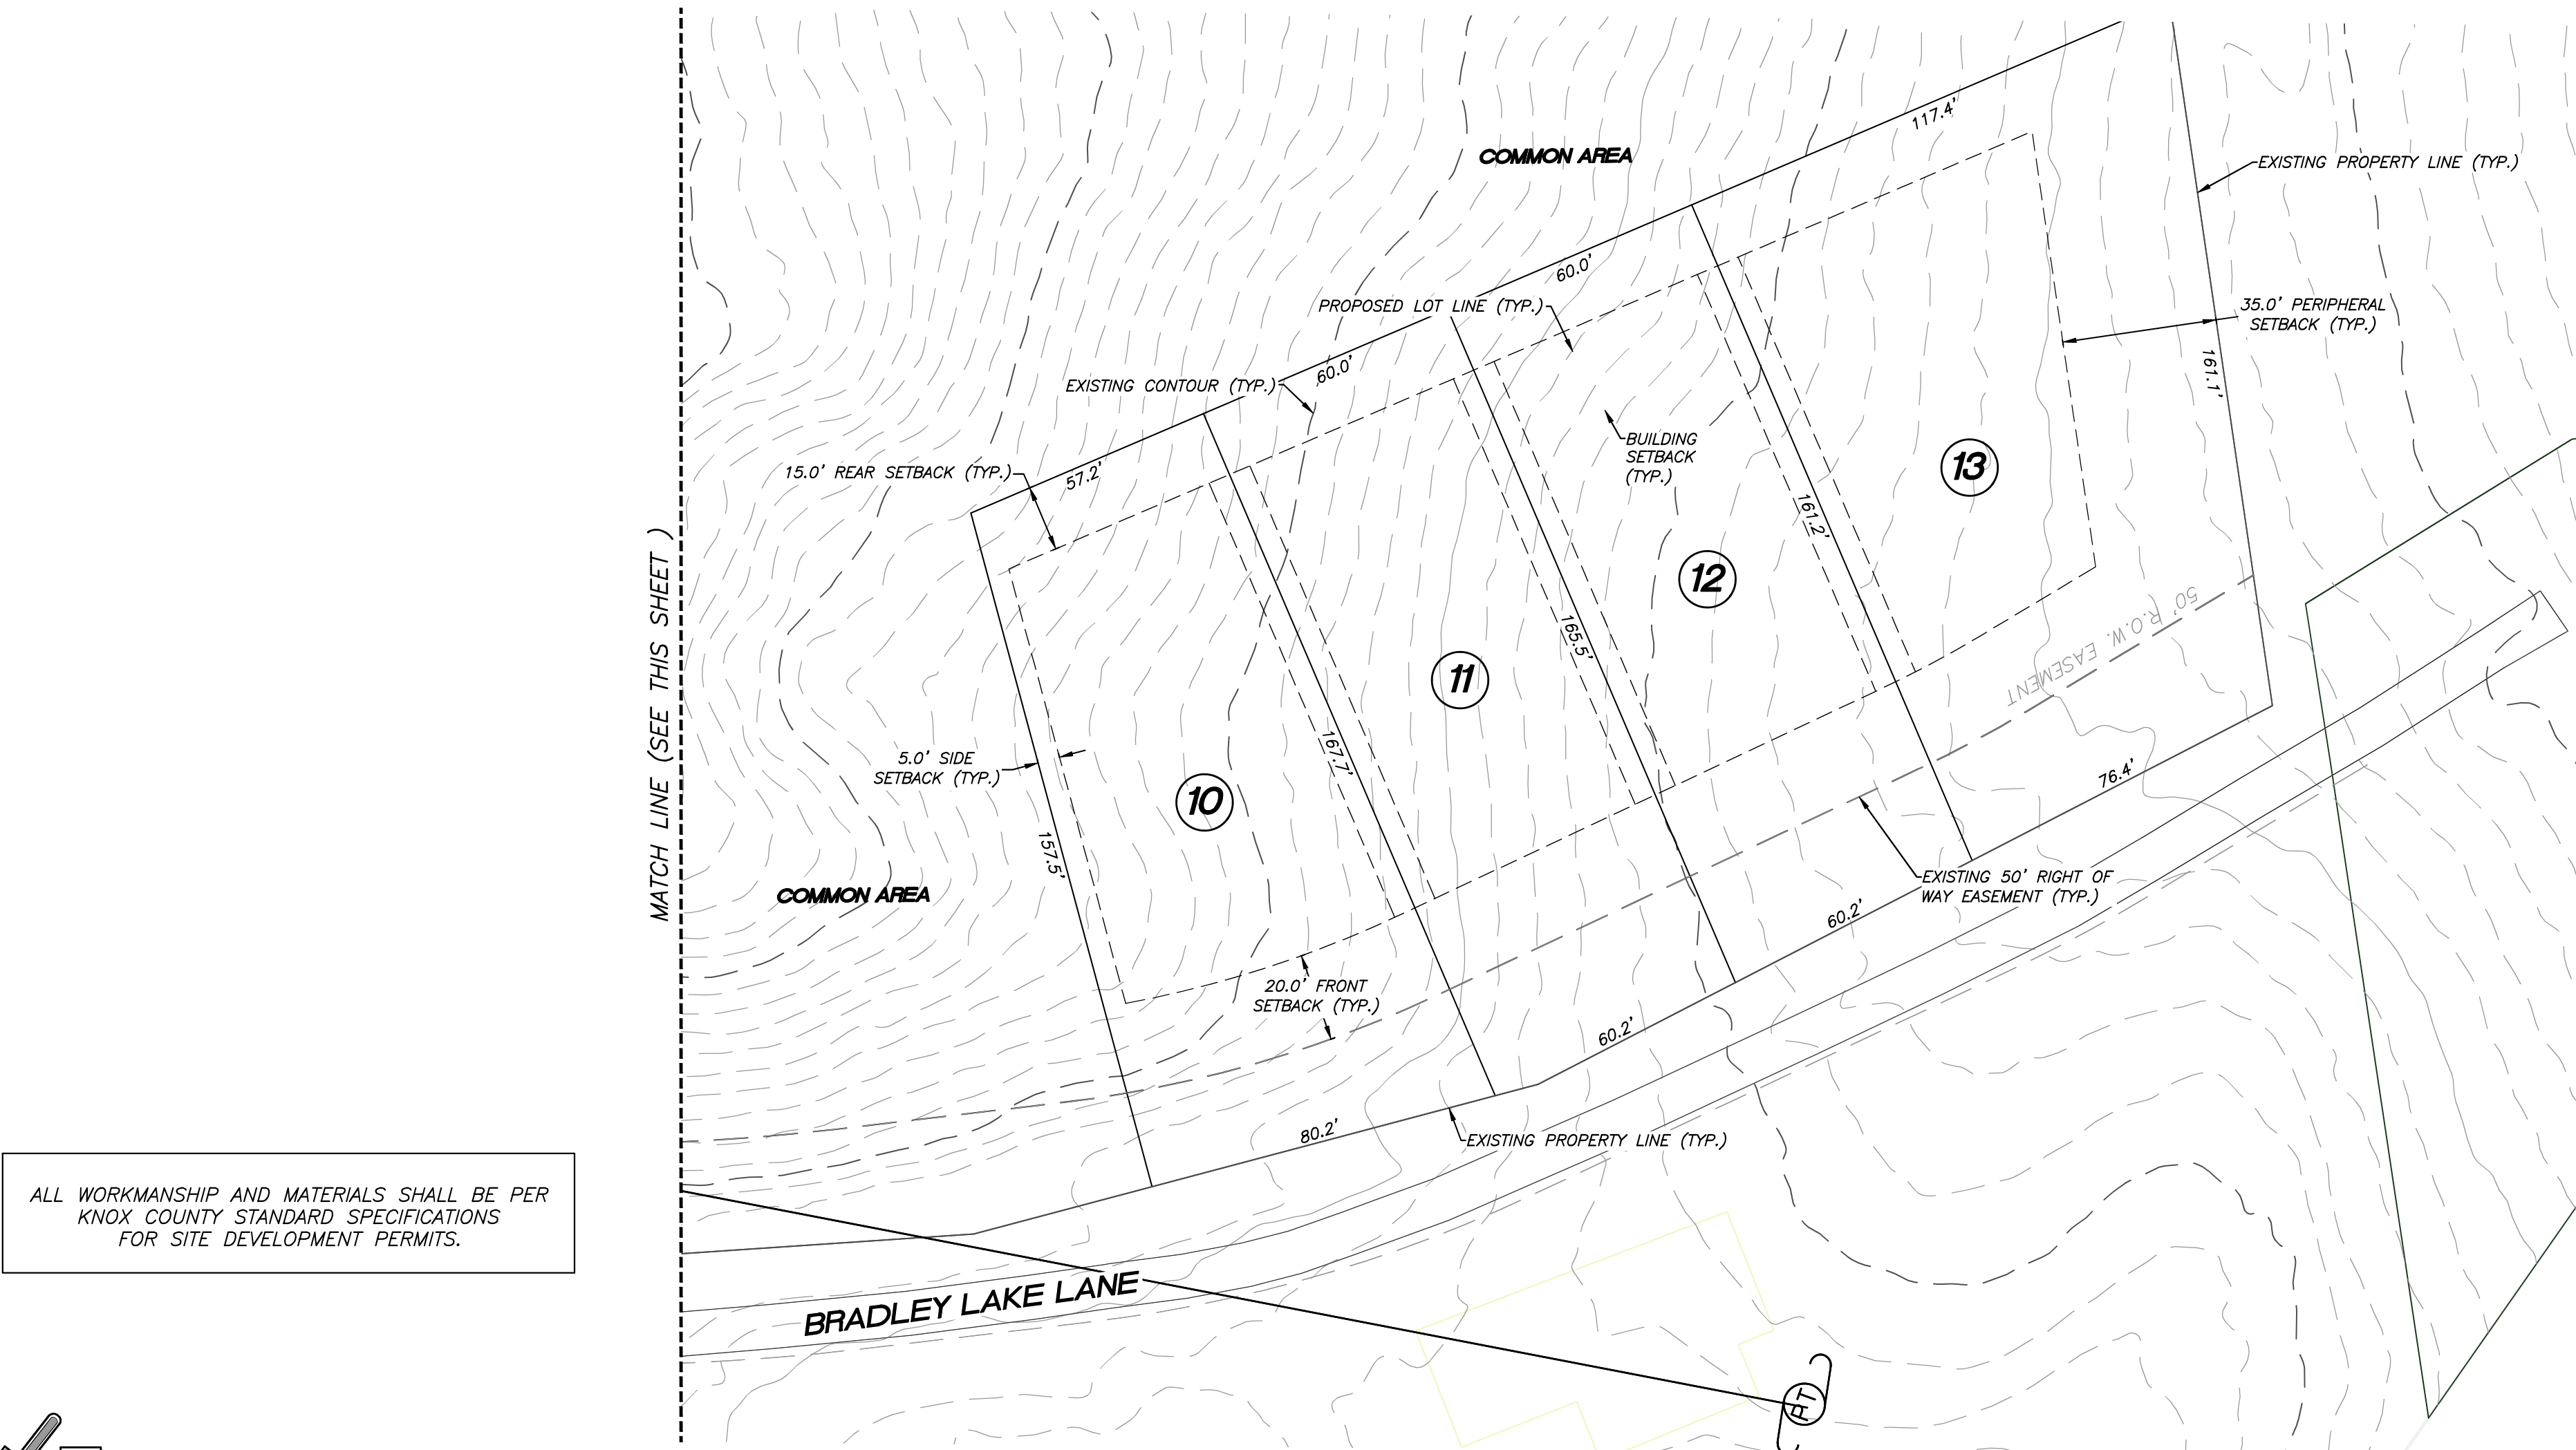 117.4'
COMMON AREA
EXISTING PROPERTY LINE (TYP.)
60.0'
PROPOSED LOT LINE (TYP.)
35.0' PERIPHERAL
SETBACK (TYP.)
161.1'
60.0'
EXISTING CONTOUR (TYP.)
BUILDING
SETBACK
(TYP.)
13
15.0' REAR SETBACK (TYP.)
57.2'
161.2'
12
50' R.O.W. EASEMENT
165.5'
11
MATCH LINE (SEE THIS SHEET )
5.0' SIDE
SETBACK (TYP.)
167.7'
10
76.4'
157.5'
COMMON AREA
EXISTING 50' RIGHT OF
WAY EASEMENT (TYP.)
60.2'
20.0' FRONT
SETBACK (TYP.)
60.2'
80.2'
EXISTING PROPERTY LINE (TYP.)
ALL WORKMANSHIP AND MATERIALS SHALL BE PER
KNOX COUNTY STANDARD SPECIFICATIONS
FOR SITE DEVELOPMENT PERMITS.
BRADLEY LAKE LANE